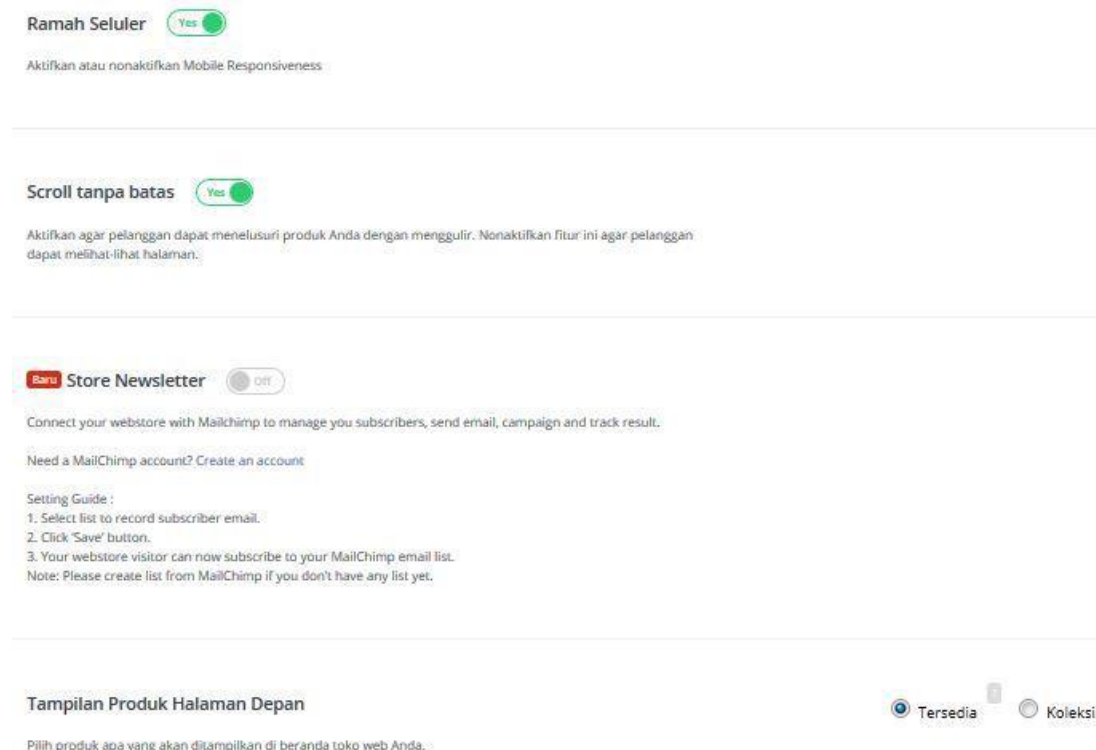 Ramah Seluler Yes
Aktifkan atau nonaktifkan Mobile Responsiveness
Scroll tanpa batas Yes
Aktifkan agar pelanggan dapat menelusuri produk Anda dengan menggulir. Nonaktifkan fitur ini agar pelanggan
dapat melihat-lihat halaman.
Baru Store Newsletter Off
Connect your webstore with Mailchimp to manage you subscribers, send email, campaign and track result.
Need a MailChimp account? Create an account
Setting Guide :
1. Select list to record subscriber email.
2. Click 'Save' button.
3. Your webstore visitor can now subscribe to your MailChimp email list.
Note: Please create list from MailChimp if you don't have any list yet.
Tampilan Produk Halaman Depan
Tersedia Koleksi
Pilih produk apa yang akan ditampilkan di beranda toko web Anda.